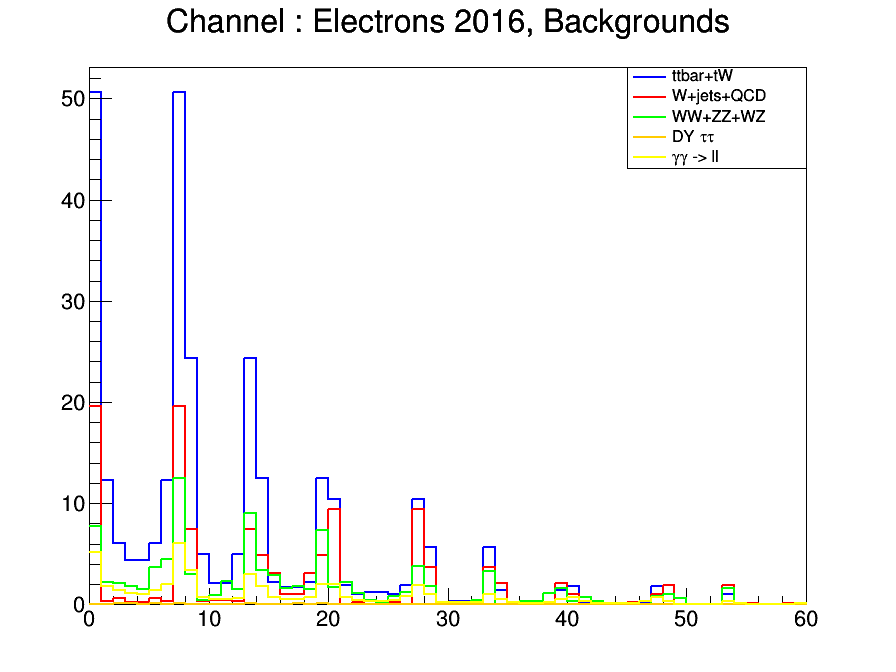 Channel : Electrons 2016, Backgrounds
ttbar+tW
W+jets+QCD
WW+ZZ+WZ
DY ττ
γγ -> ll
50
40
30
20
10
0
0 10 20 30 40 50 60